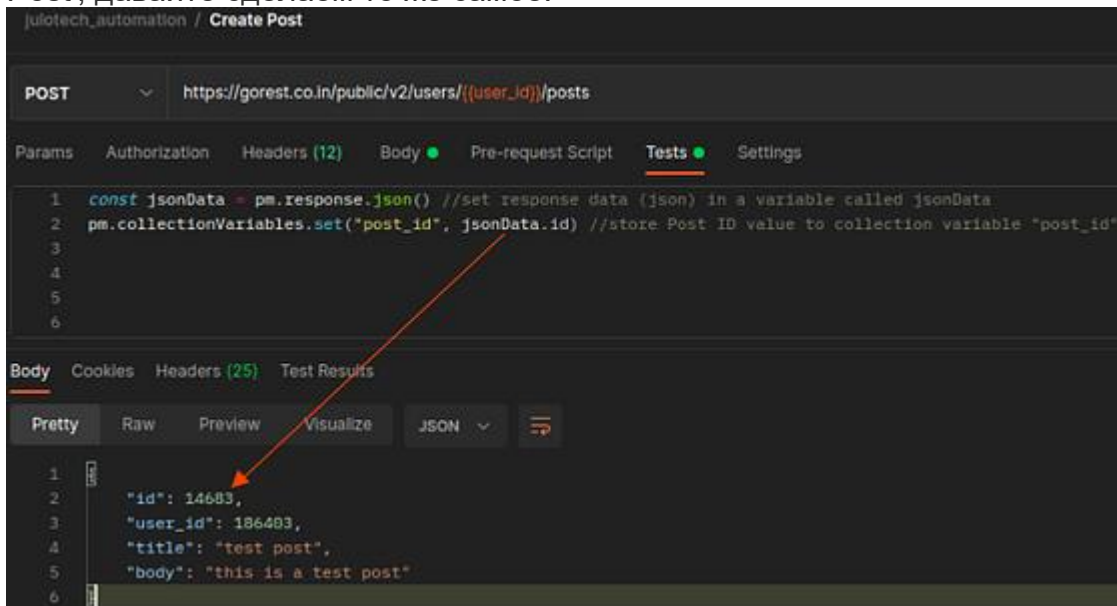 Post, давайте сделаем то же самое:
julotech_automation / Create Post
POST https://gorest.co.in/public/v2/users/{{user_id}}/posts
Params Authorization Headers (12) Body Pre-request Script Tests Settings
1 const jsonData = pm.response.json() //set response data (json) in a variable called jsonData
2 pm.collectionVariables.set("post_id", jsonData.id) //store Post ID value to collection variable "post_id"
3
4
5
6
Body Cookies Headers (25) Test Results
Pretty Raw Preview Visualize JSON
1 {
2 "id": 14683,
3 "user_id": 186403,
4 "title": "test post",
5 "body": "this is a test post"
6 }